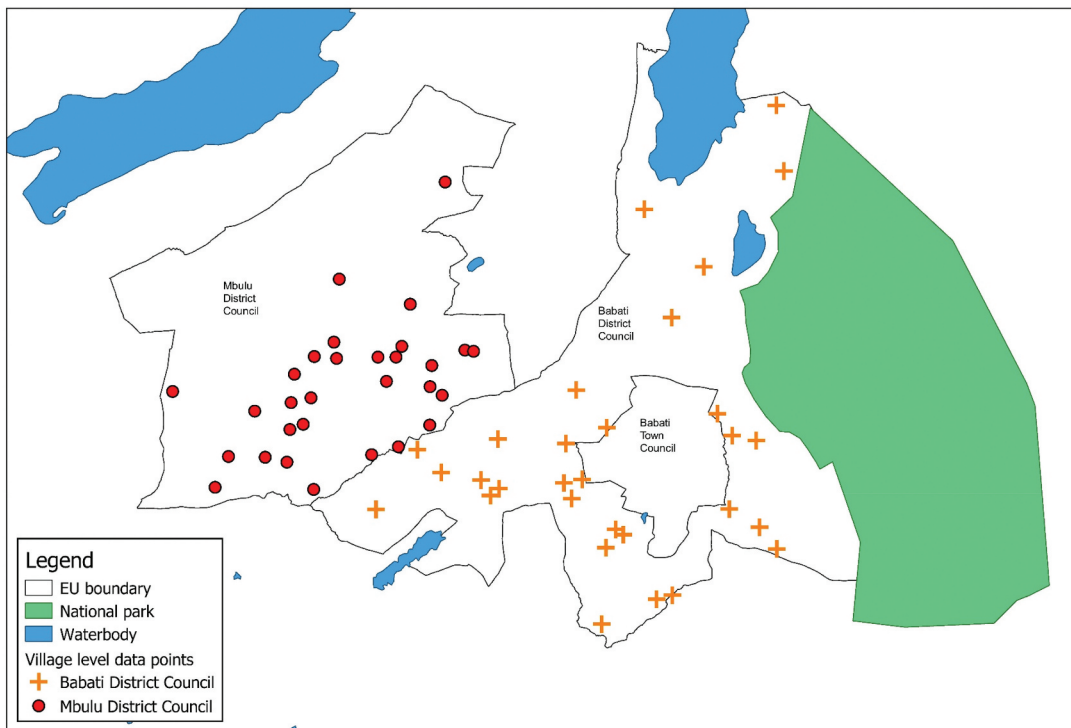 Mbulu
District
Council
Babati
District
Council
Babati
Town
Council
Legend
EU boundary
National park
Waterbody
Village level data points
Babati District Council
Mbulu District Council